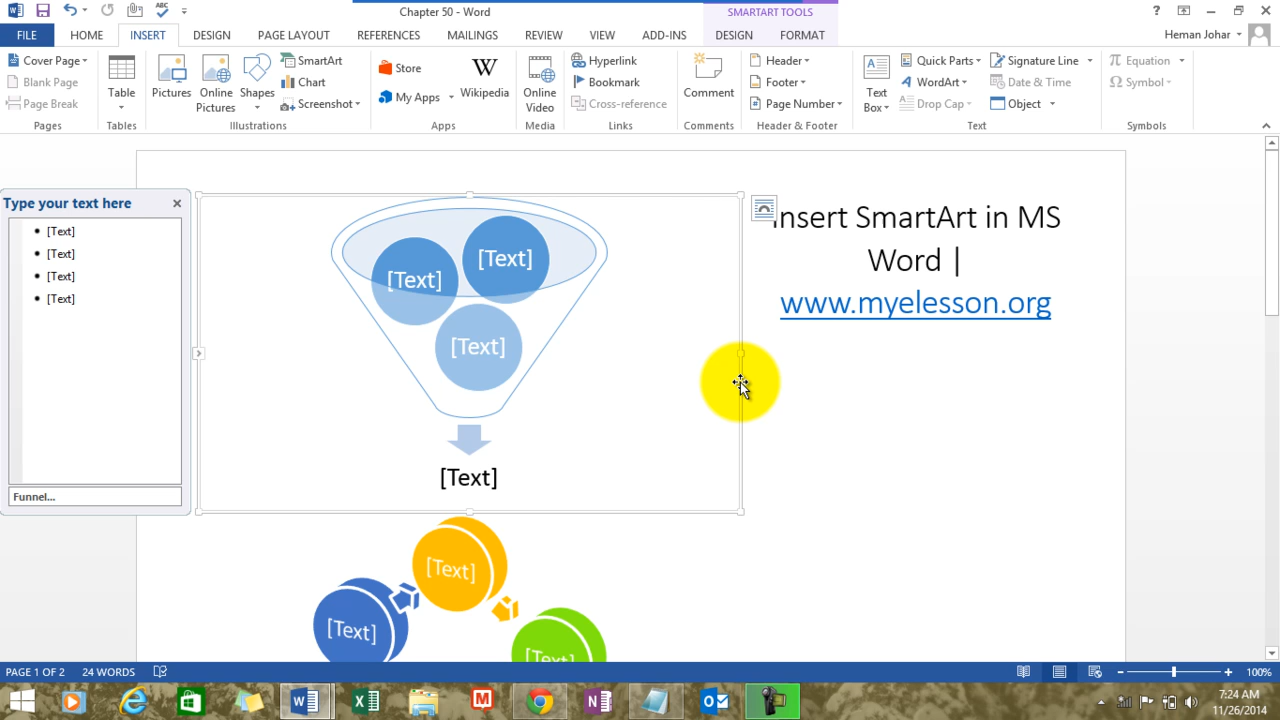 Chapter 50 - Word
SMARTART TOOLS
?
FILE
HOME
INSERT
DESIGN
PAGE LAYOUT
REFERENCES
MAILINGS
REVIEW
VIEW
ADD-INS
DESIGN
FORMAT
Heman Johar
Cover Page
Blank Page
Page Break
Pages
Table
Tables
Pictures
Online Pictures
Shapes
SmartArt
Chart
Screenshot
Illustrations
Store
My Apps
Wikipedia
Apps
Online Video
Media
Hyperlink
Bookmark
Cross-reference
Links
Comment
Comments
Header
Footer
Page Number
Header & Footer
Text Box
Quick Parts
WordArt
Drop Cap
Signature Line
Date & Time
Object
Text
Equation
Symbol
Symbols
Type your text here
[Text]
[Text]
[Text]
[Text]
Funnel...
[Text]
[Text]
[Text]
[Text]
Insert SmartArt in MS
Word |
www.myelesson.org
[Text]
[Text]
[Text]
PAGE 1 OF 2
24 WORDS
100%
7:24 AM
11/26/2014